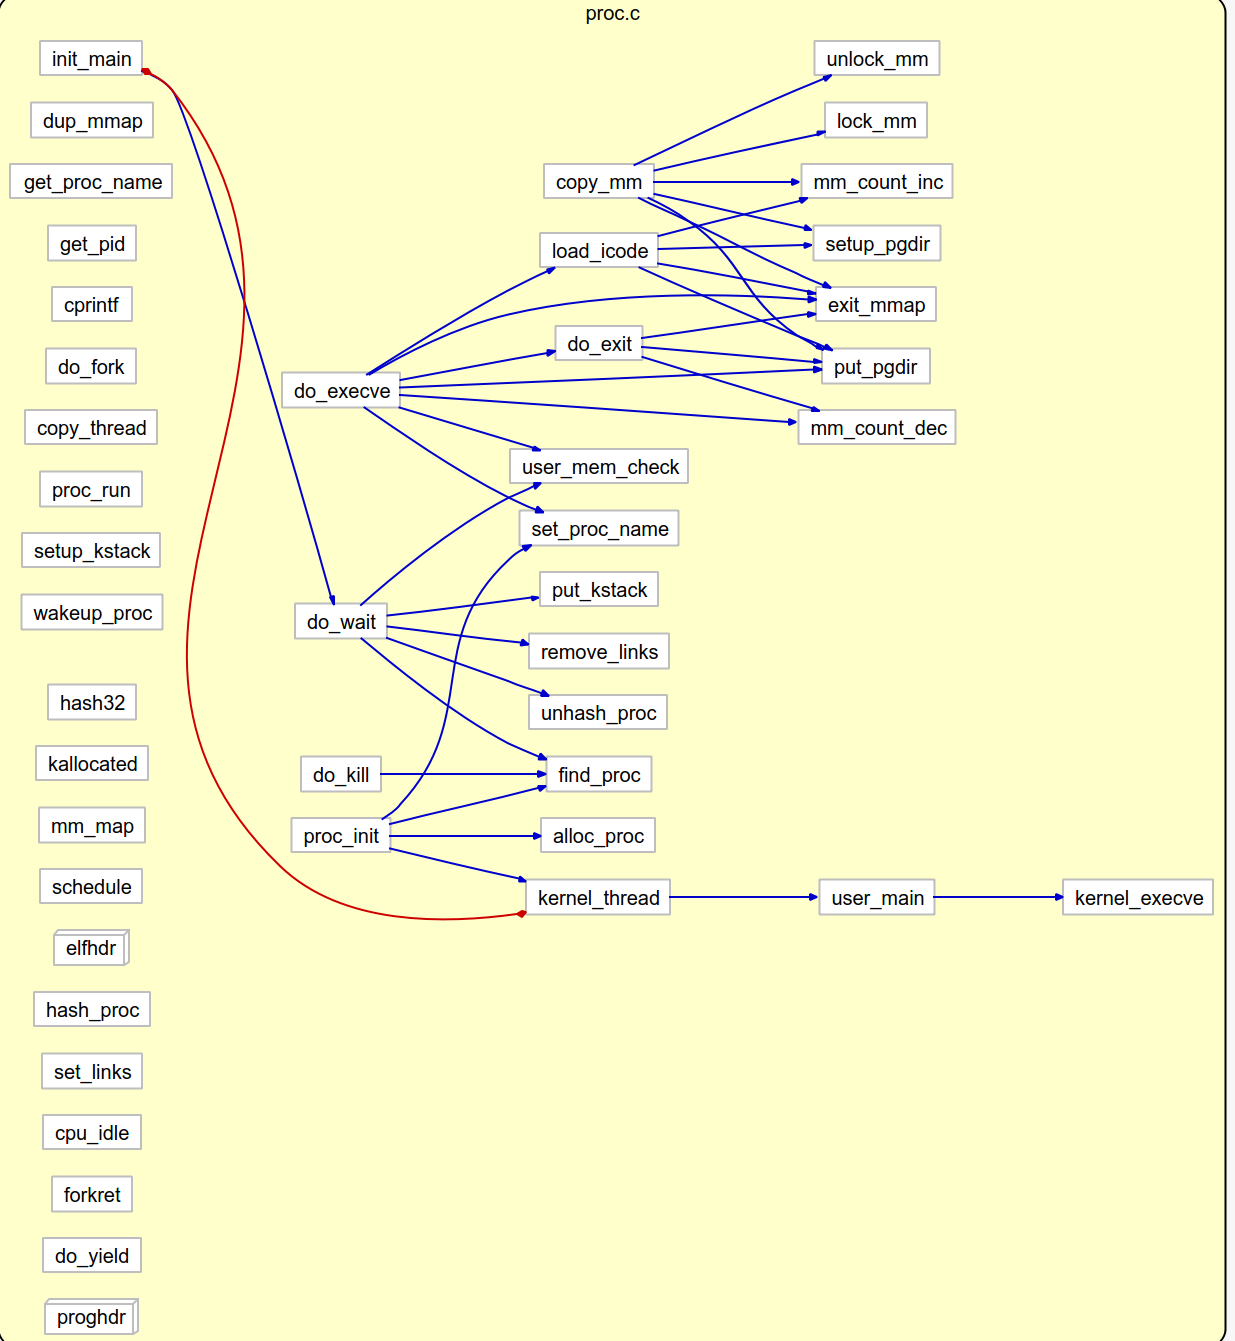 proc.c
init_main
dup_mmap
get_proc_name
get_pid
cprintf
do_fork
copy_thread
proc_run
setup_kstack
wakeup_proc
hash32
kallocated
mm_map
schedule
elfhdr
hash_proc
set_links
cpu_idle
forkret
do_yield
proghdr
do_execve
do_wait
do_kill
proc_init
copy_mm
load_icode
do_exit
user_mem_check
set_proc_name
put_kstack
remove_links
unhash_proc
find_proc
alloc_proc
kernel_thread
unlock_mm
lock_mm
mm_count_inc
setup_pgdir
exit_mmap
put_pgdir
mm_count_dec
user_main
kernel_execve